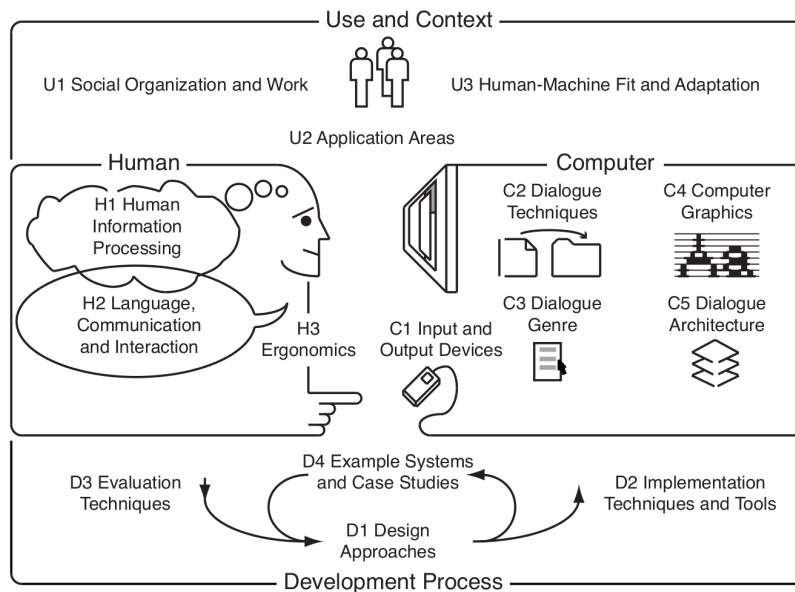 Use and Context
U1 Social Organization and Work
U3 Human-Machine Fit and Adaptation
U2 Application Areas
Human
Computer
H1 Human
Information
Processing
C2 Dialogue
Techniques
C4 Computer
Graphics
Aa
H2 Language,
Communication
and Interaction
H3
Ergonomics
C1 Input and
Output Devices
C3 Dialogue
Genre
C5 Dialogue
Architecture
D3 Evaluation
Techniques
D4 Example Systems
and Case Studies
D2 Implementation
Techniques and Tools
D1 Design
Approaches
Development Process